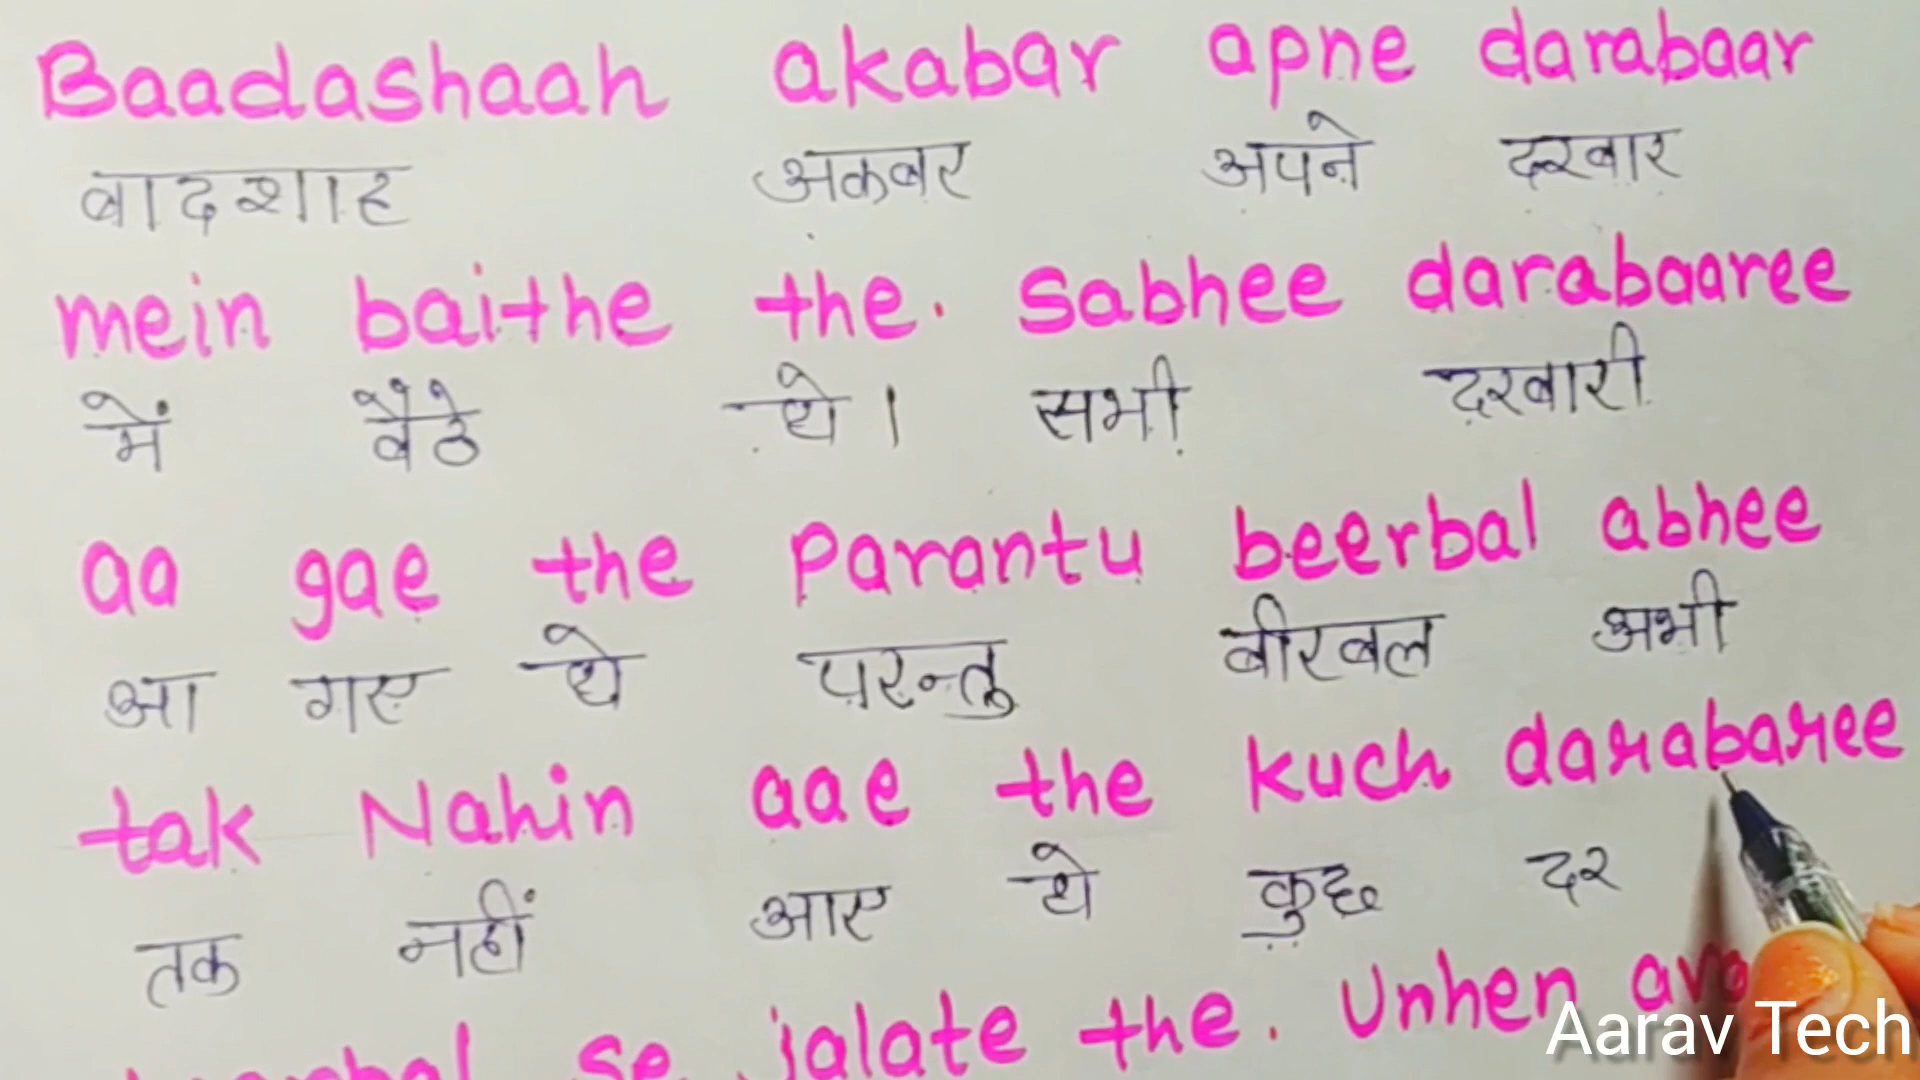 Baadashaah akabar apne darabaar
बादशाह अकबर अपने दरबार
mein baithe the. Sabhee darabaaree
में बैठे थे। सभी दरबारी
aa gae the Parantu beerbal abhee
आ गए थे परन्तु बीरबल अभी
tak Nahin aae the kuch darabaree
तक नहीं आए थे कुछ दर
se jalate the. Unhen
Aarav Tech